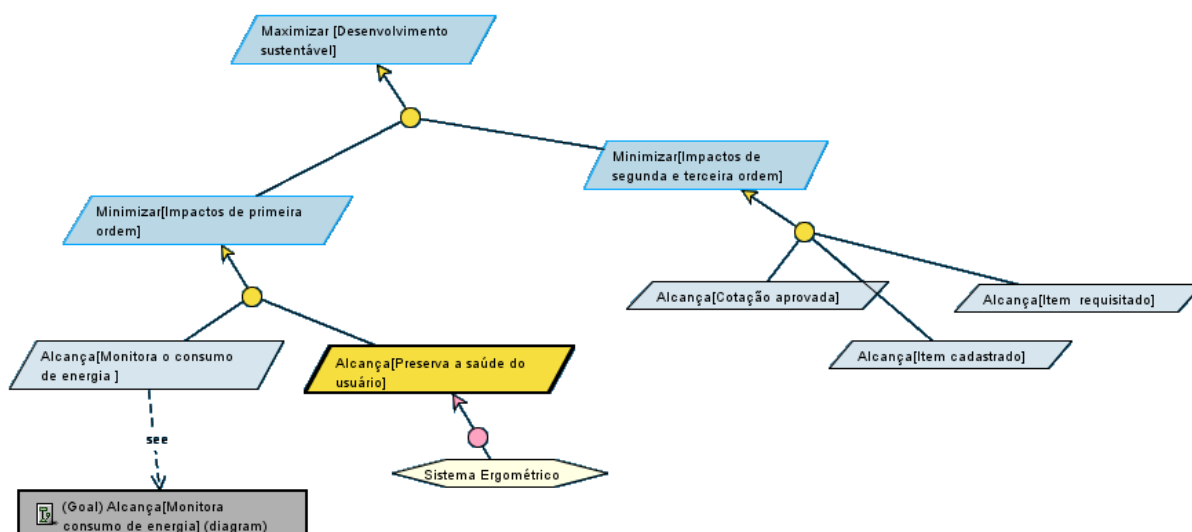 Maximizar [Desenvolvimento
sustentável]
Minimizar[Impactos de
segunda e terceira ordem]
Minimizar[Impactos de primeira
ordem]
Alcança[Cotação aprovada]
Alcança[Item  requisitado]
Alcança[Item cadastrado]
Alcança[Monitora o consumo
de energia ]
Alcança[Preserva a saúde do
usuário]
see
Sistema Ergométrico
(Goal) Alcança[Monitora
consumo de energia] (diagram)